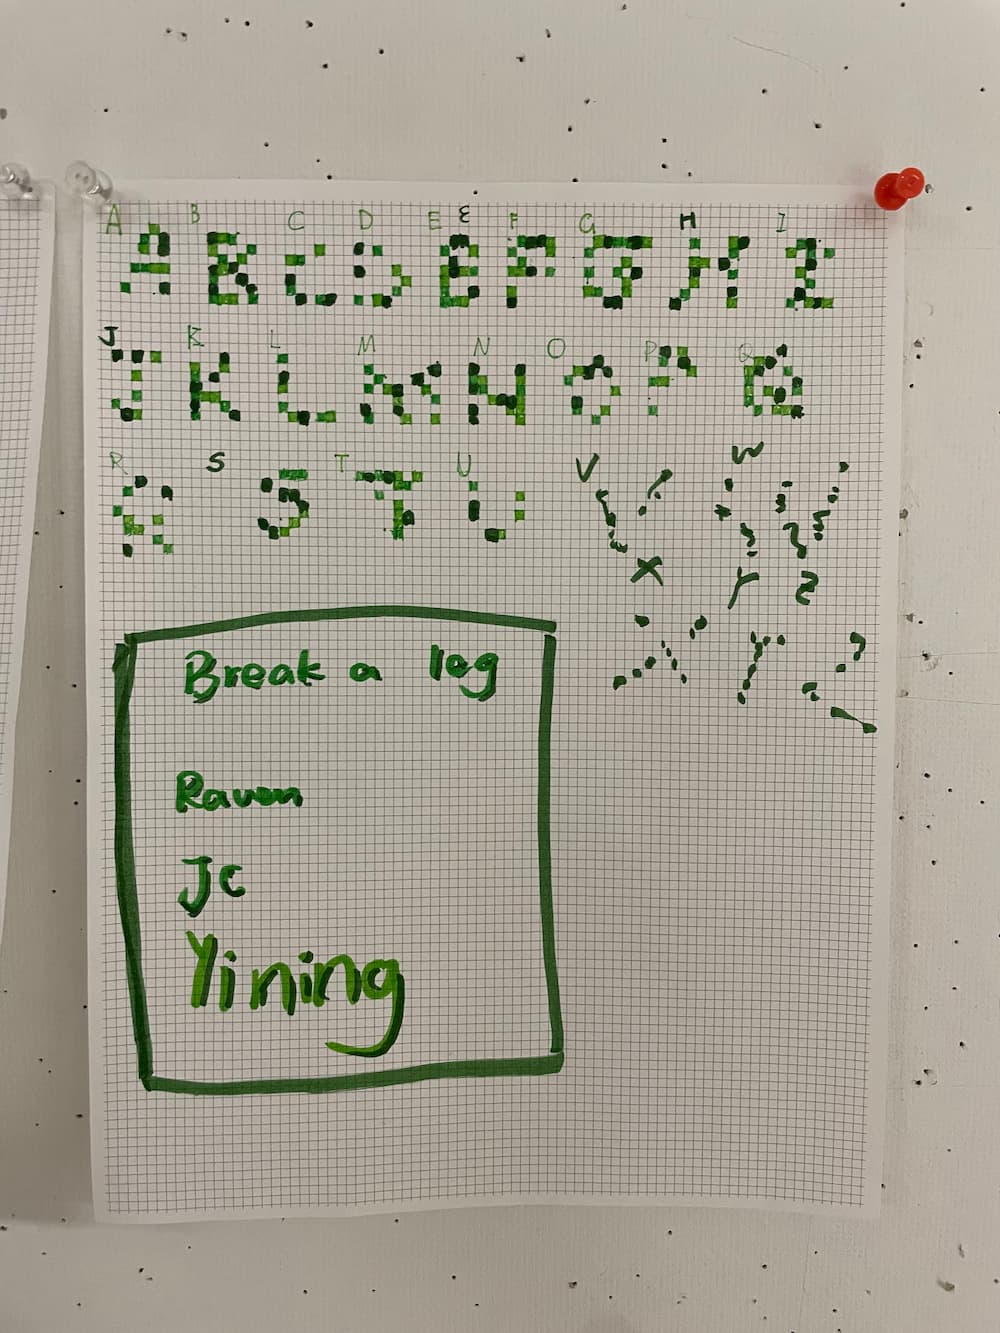 A B C D E E F G H I
A B C D E F G H I
J K L M N O P Q
J K L M N O P Q
R S T U V W
R S T U V W
X Y Z
X Y Z
Break a leg
Raven
JC
Yining